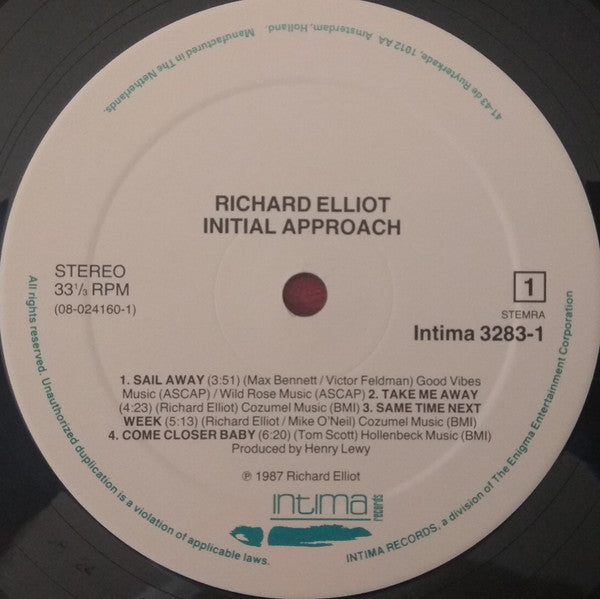 41-43 de Ruyterkade, 1012 AA Amsterdam, Holland.
Manufactured in The Netherlands.
RICHARD ELLIOT
INITIAL APPROACH
STEREO
33⅓ RPM
(08-024160-1)
1
STEMRA
Intima 3283-1
1. SAIL AWAY (3:51) (Max Bennett/Victor Feldman) Good Vibes
Music (ASCAP)/Wild Rose Music (ASCAP) 2. TAKE ME AWAY
(4:23) (Richard Elliot) Cozumel Music (BMI) 3. SAME TIME NEXT
WEEK (5:13) (Richard Elliot/Mike O'Neil) Cozumel Music (BMI)
4. COME CLOSER BABY (6:20) (Tom Scott) Hollenbeck Music (BMI)
Produced by Henry Lewy
℗ 1987 Richard Elliot
intima records
All rights reserved. Unauthorized duplication is a violation of applicable laws.
INTIMA RECORDS, a division of The Enigma Entertainment Corporation